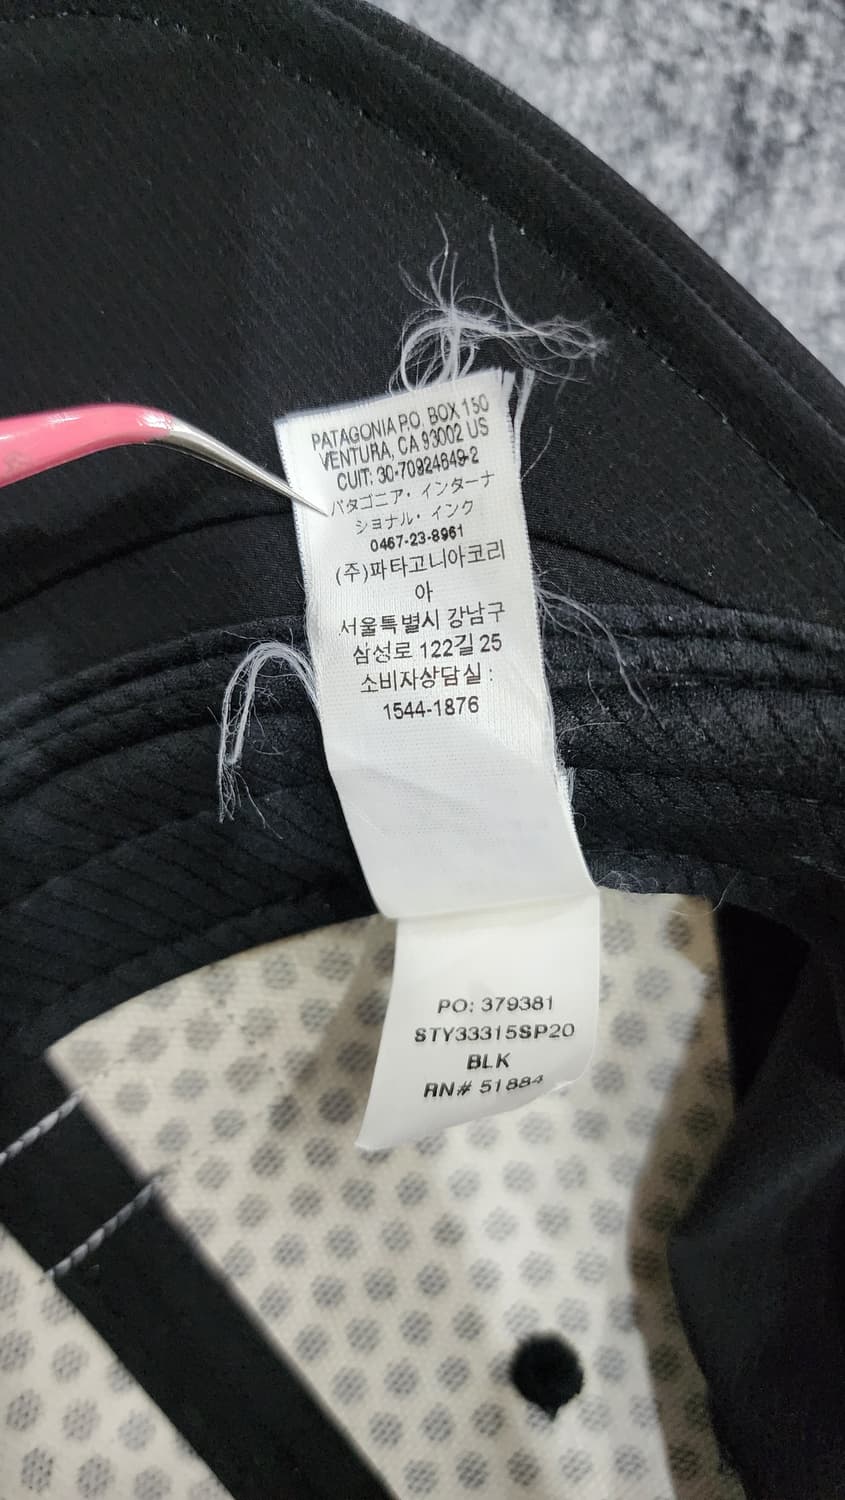 PATAGONIA P.O. BOX 150
VENTURA, CA 93002 US
CUIT: 30-70924849-2
パタゴニア・インターナ
ショナル・インク
0467-23-8961
(주)파타고니아코리
아
서울특별시 강남구
삼성로 122길 25
소비자상담실 :
1544-1876
PO: 379381
STY33315SP20
BLK
RN# 51884